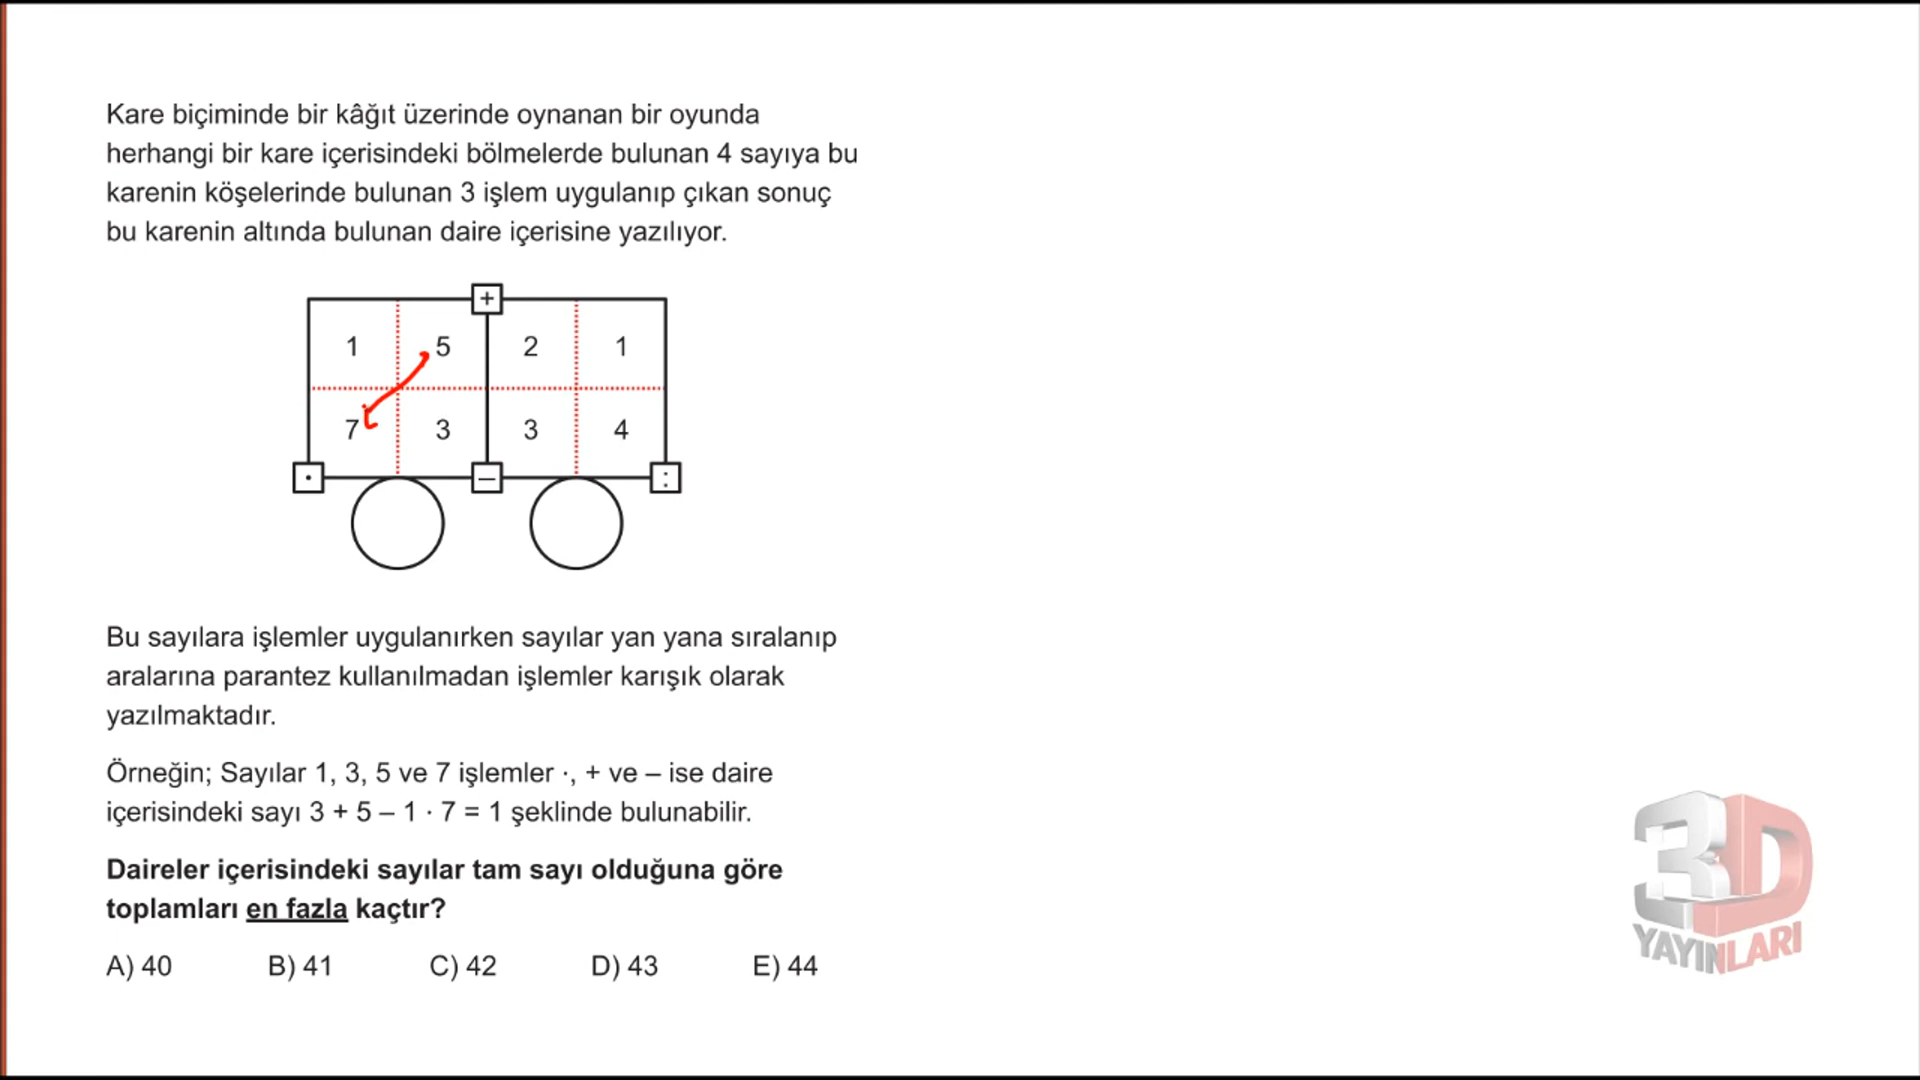 Kare biçiminde bir kâğıt üzerinde oynanan bir oyunda
herhangi bir kare içerisindeki bölmelerde bulunan 4 sayıya bu
karenin köşelerinde bulunan 3 işlem uygulanıp çıkan sonuç
bu karenin altında bulunan daire içerisine yazılıyor.
+
1 5 2 1
7 3 3 4
· – :
Bu sayılara işlemler uygulanırken sayılar yan yana sıralanıp
aralarına parantez kullanılmadan işlemler karışık olarak
yazılmaktadır.
Örneğin; Sayılar 1, 3, 5 ve 7 işlemler ·, + ve – ise daire
içerisindeki sayı 3 + 5 – 1 · 7 = 1 şeklinde bulunabilir.
Daireler içerisindeki sayılar tam sayı olduğuna göre
toplamları en fazla kaçtır?
A) 40 B) 41 C) 42 D) 43 E) 44
3D
YAYINLARI